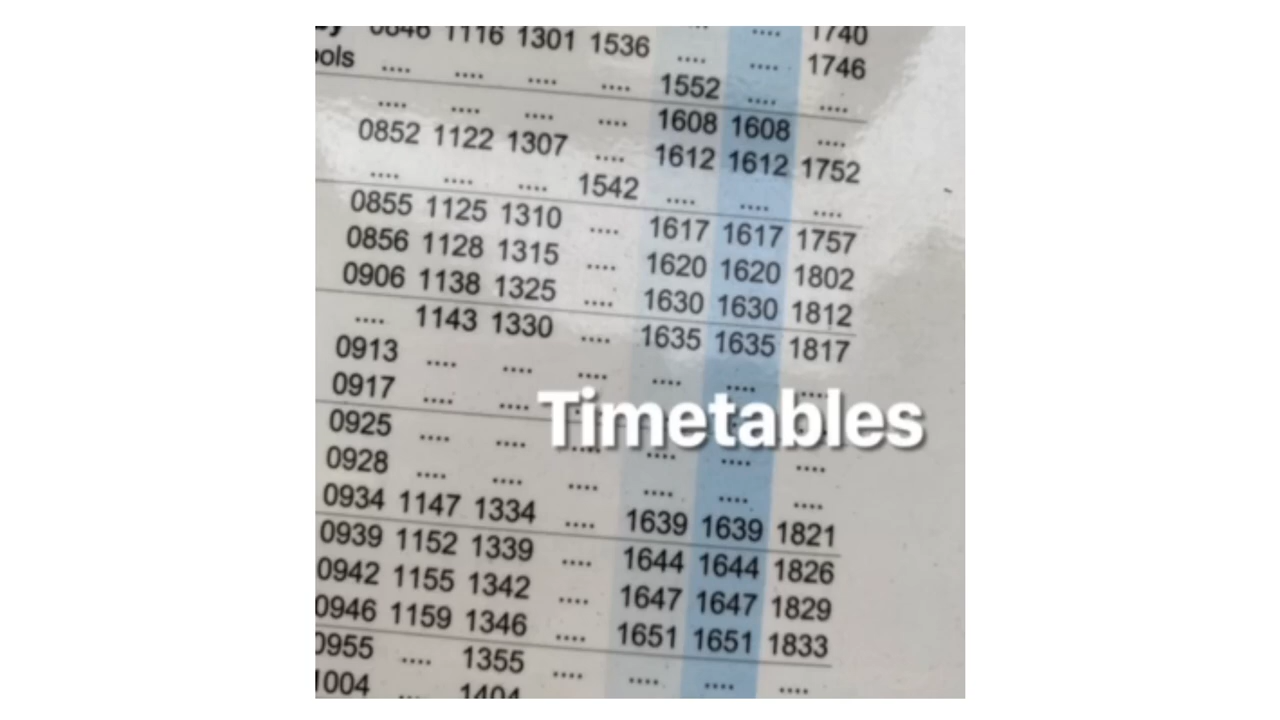 .... 1740
0846 1116 1301 1536 .... .... 1746
ools .... .... .... .... 1552 .... ....
.... .... .... .... 1608 1608 ....
0852 1122 1307 .... 1612 1612 1752
.... .... .... 1542 .... .... ....
0855 1125 1310 .... 1617 1617 1757
0856 1128 1315 .... 1620 1620 1802
0906 1138 1325 .... 1630 1630 1812
.... 1143 1330 .... 1635 1635 1817
0913 .... .... .... .... .... ....
0917 .... ....
Timetables
0925 .... .... .... .... .... ....
0928 .... .... .... .... .... ....
0934 1147 1334 .... 1639 1639 1821
0939 1152 1339 .... 1644 1644 1826
0942 1155 1342 .... 1647 1647 1829
0946 1159 1346 .... 1651 1651 1833
0955 .... 1355 .... .... .... ....
1004 .... 1404